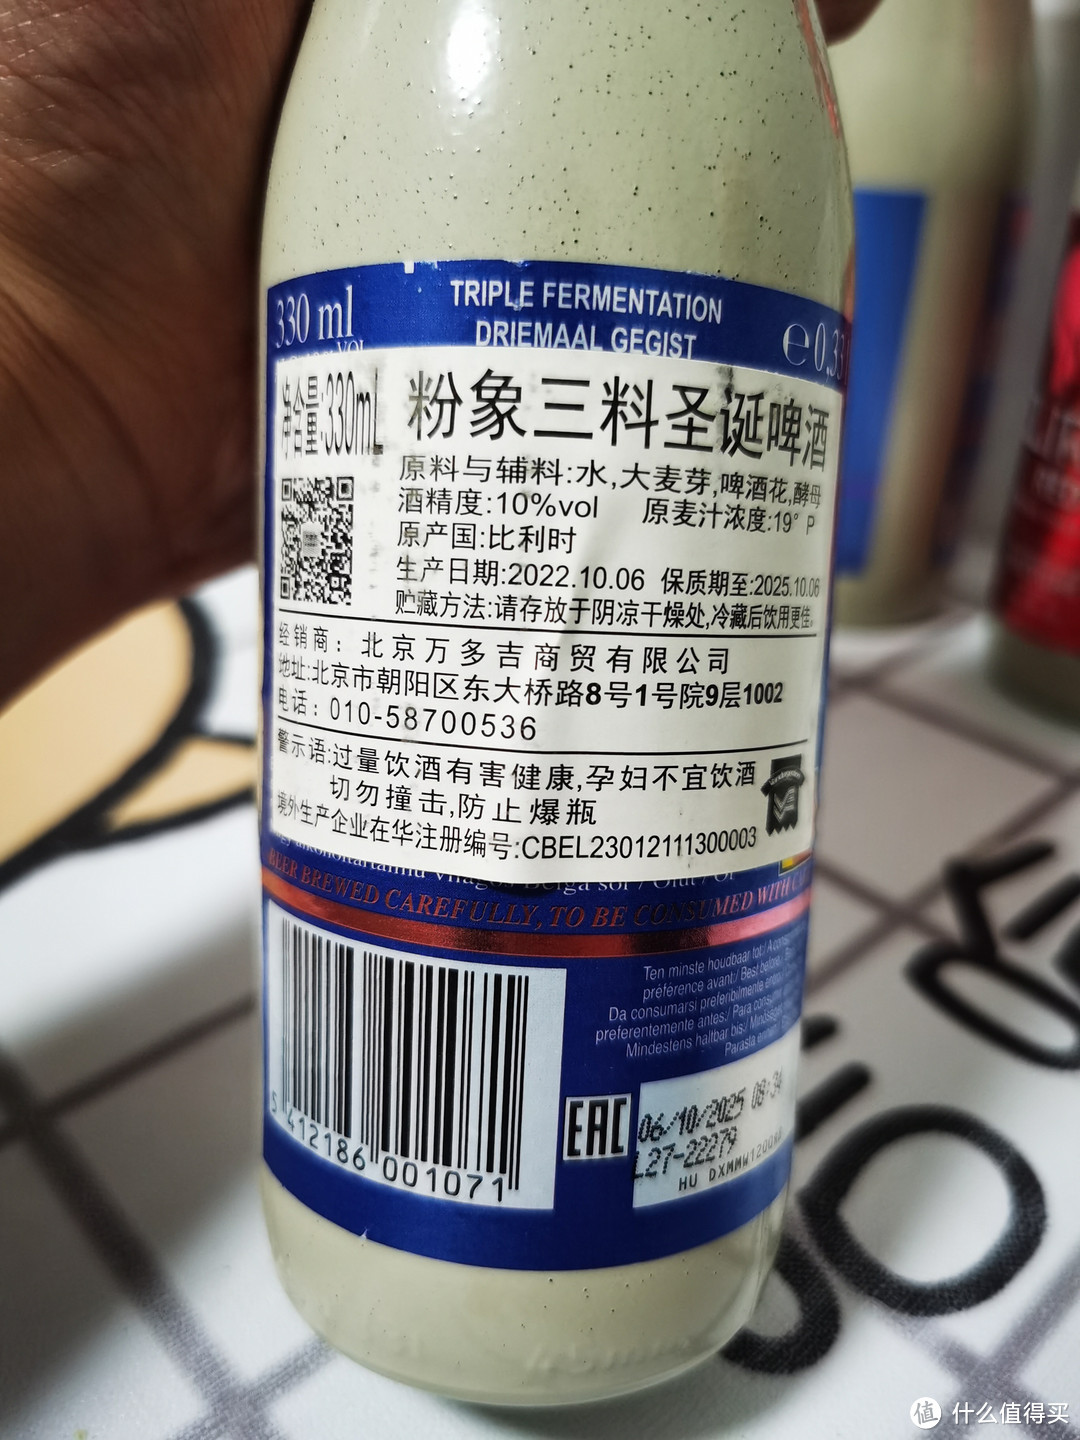 330 ml
TRIPLE FERMENTATION
DRIEMAAL GEGIST
e 0,33
净含量:330mL
粉象三料圣诞啤酒
原料与辅料:水,大麦芽,啤酒花,酵母
酒精度:10%vol 原麦汁浓度:19°P
原产国:比利时
生产日期:2022.10.06 保质期至:2025.10.06
贮藏方法:请存放于阴凉干燥处,冷藏后饮用更佳。
经销商:北京万多吉商贸有限公司
地址:北京市朝阳区东大桥路8号1号院9层1002
电话:010-58700536
警示语:过量饮酒有害健康,孕妇不宜饮酒
切勿撞击,防止爆瓶
境外生产企业在华注册编号:CBEL23012111300003
BEER BREWED CAREFULLY, TO BE CONSUMED WITH
Ten minste houdbaar tot:/
préférence avant:/ Best before:
Da consumarsi preferibilmente entro:/
preferentemente antes:/ Para
Mindestens haltbar bis:/
Parasta
5 412186 001071
EAC
06/10/2025 08:34
L27-22279
HU
值 什么值得买